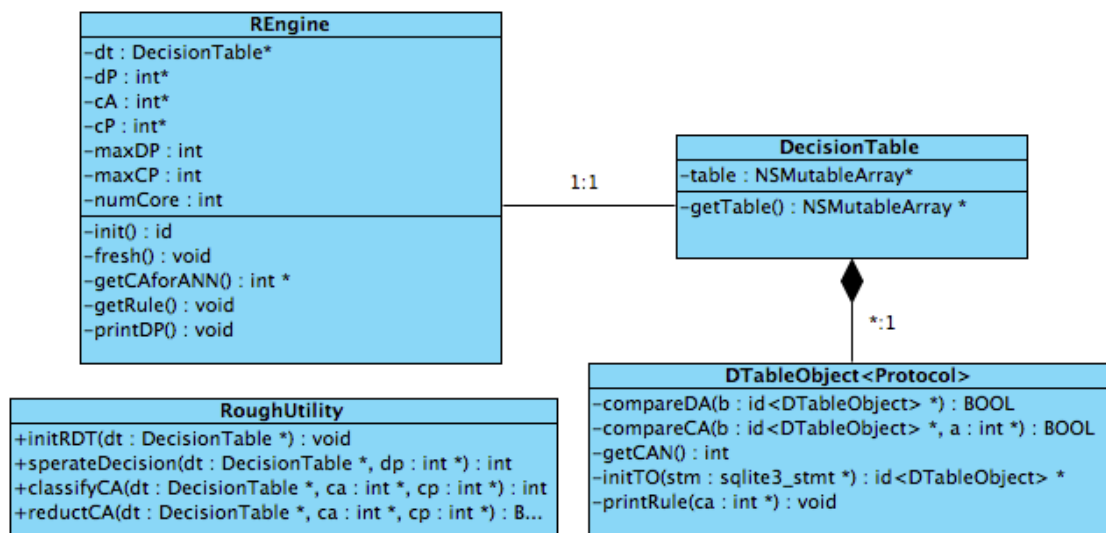 REngine
-dt : DecisionTable*
-dP : int*
-cA : int*
-cP : int*
-maxDP : int
-maxCP : int
-numCore : int
-init() : id
-fresh() : void
-getCAforANN() : int *
-getRule() : void
-printDP() : void
1:1
DecisionTable
-table : NSMutableArray*
-getTable() : NSMutableArray *
*:1
RoughUtility
+initRDT(dt : DecisionTable *) : void
+sperateDecision(dt : DecisionTable *, dp : int *) : int
+classifyCA(dt : DecisionTable *, ca : int *, cp : int *) : int
+reductCA(dt : DecisionTable *, ca : int *, cp : int *) : B...
DTableObject<Protocol>
-compareDA(b : id<DTableObject> *) : BOOL
-compareCA(b : id<DTableObject> *, a : int *) : BOOL
-getCAN() : int
-initTO(stm : sqlite3_stmt *) : id<DTableObject> *
-printRule(ca : int *) : void